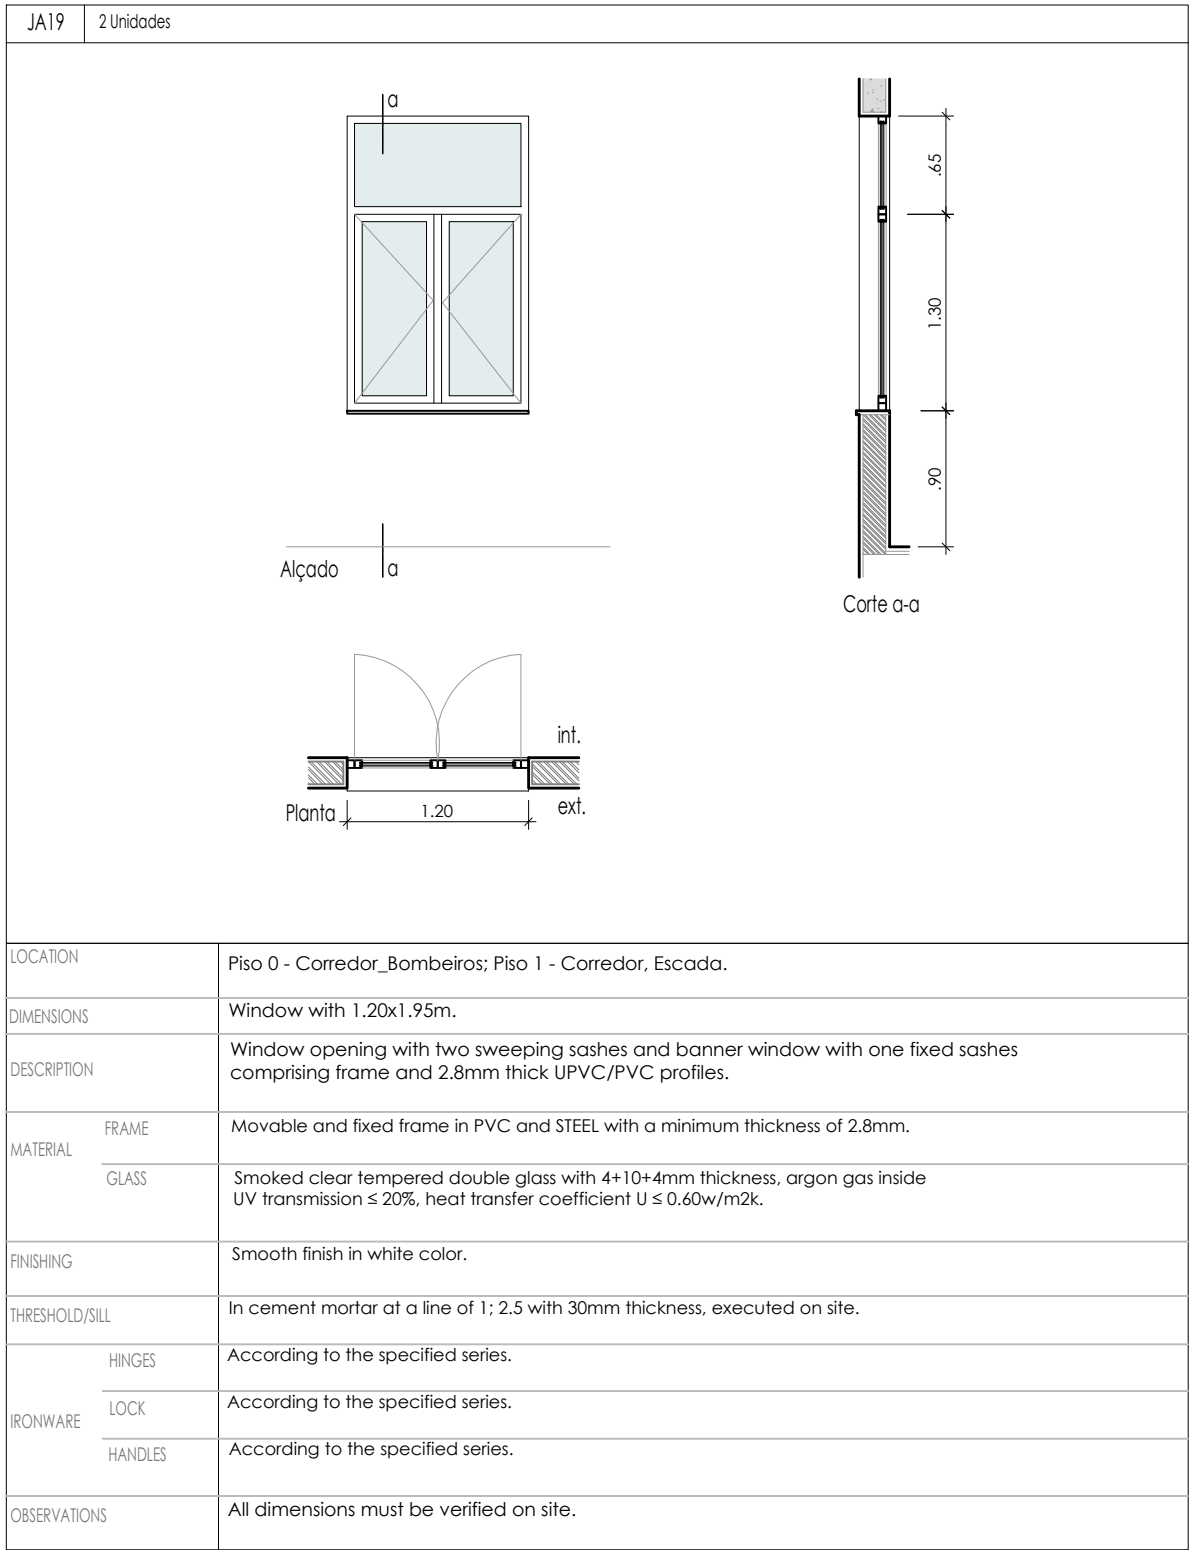 JA19
2 Unidades
a
.65
1.30
.90
Alçado
a
Corte a-a
int.
Planta
1.20
ext.
LOCATION
Piso 0 - Corredor_Bombeiros; Piso 1 - Corredor, Escada.
DIMENSIONS
Window with 1.20x1.95m.
DESCRIPTION
Window opening with two sweeping sashes and banner window with one fixed sashes
comprising frame and 2.8mm thick UPVC/PVC profiles.
MATERIAL
FRAME
Movable and fixed frame in PVC and STEEL with a minimum thickness of 2.8mm.
GLASS
Smoked clear tempered double glass with 4+10+4mm thickness, argon gas inside
UV transmission ≤ 20%, heat transfer coefficient U ≤ 0.60w/m2k.
FINISHING
Smooth finish in white color.
THRESHOLD/SILL
In cement mortar at a line of 1; 2.5 with 30mm thickness, executed on site.
IRONWARE
HINGES
According to the specified series.
LOCK
According to the specified series.
HANDLES
According to the specified series.
OBSERVATIONS
All dimensions must be verified on site.